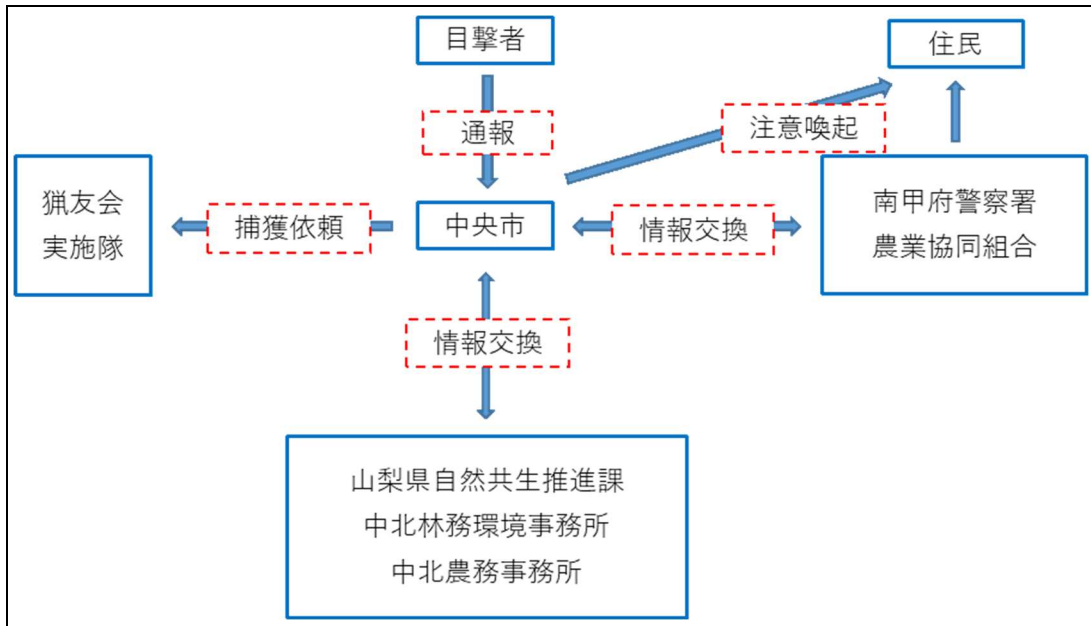 目撃者
住民
通報
注意喚起
猟友会
実施隊
捕獲依頼
中央市
情報交換
南甲府警察署
農業協同組合
情報交換
山梨県自然共生推進課
中北林務環境事務所
中北農務事務所